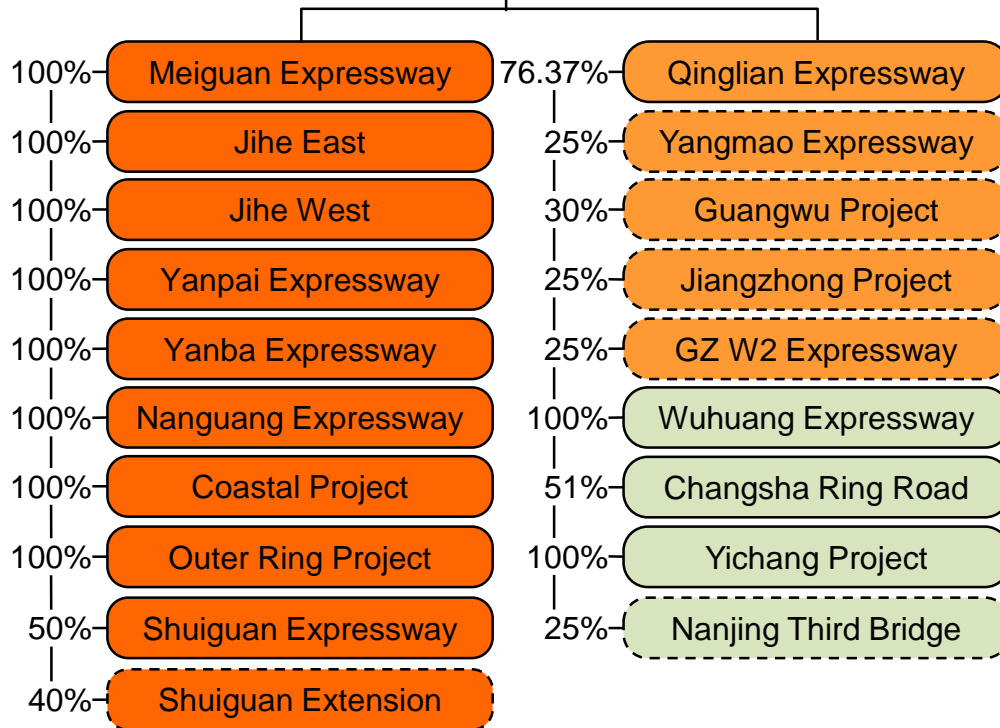 100% Meiguan Expressway
100% Jihe East
100% Jihe West
100% Yanpai Expressway
100% Yanba Expressway
100% Nanguang Expressway
100% Coastal Project
100% Outer Ring Project
50% Shuiguan Expressway
40% Shuiguan Extension
76.37% Qinglian Expressway
25% Yangmao Expressway
30% Guangwu Project
25% Jiangzhong Project
25% GZ W2 Expressway
100% Wuhuang Expressway
51% Changsha Ring Road
100% Yichang Project
25% Nanjing Third Bridge